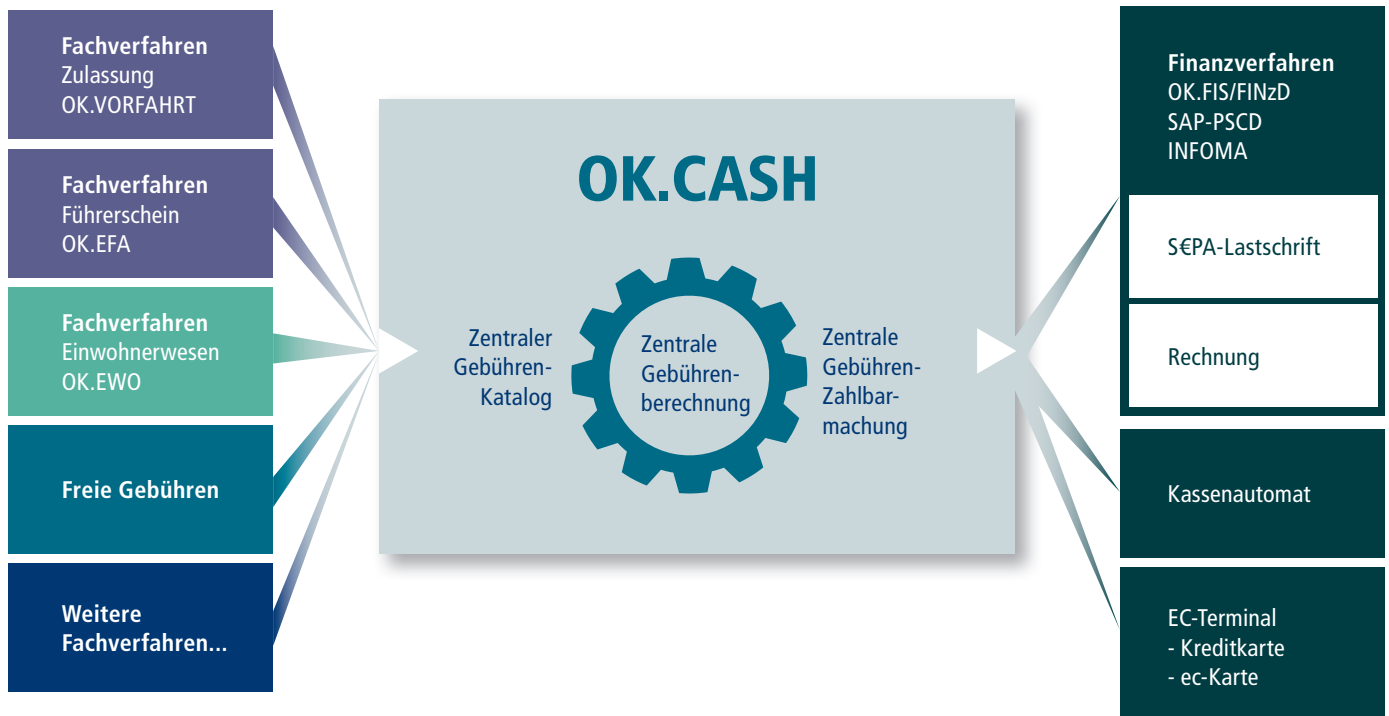 Fachverfahren
Zulassung
OK.VORFAHRT
Fachverfahren
Führerschein
OK.EFA
Fachverfahren
Einwohnerwesen
OK.EWO
Freie Gebühren
Weitere
Fachverfahren...
OK.CASH
Zentraler
Gebühren-
Katalog
Zentrale
Gebühren-
berechnung
Zentrale
Gebühren-
Zahlbar-
machung
Finanzverfahren
OK.FIS/FINzD
SAP-PSCD
INFOMA
S€PA-Lastschrift
Rechnung
Kassenautomat
EC-Terminal
- Kreditkarte
- ec-Karte